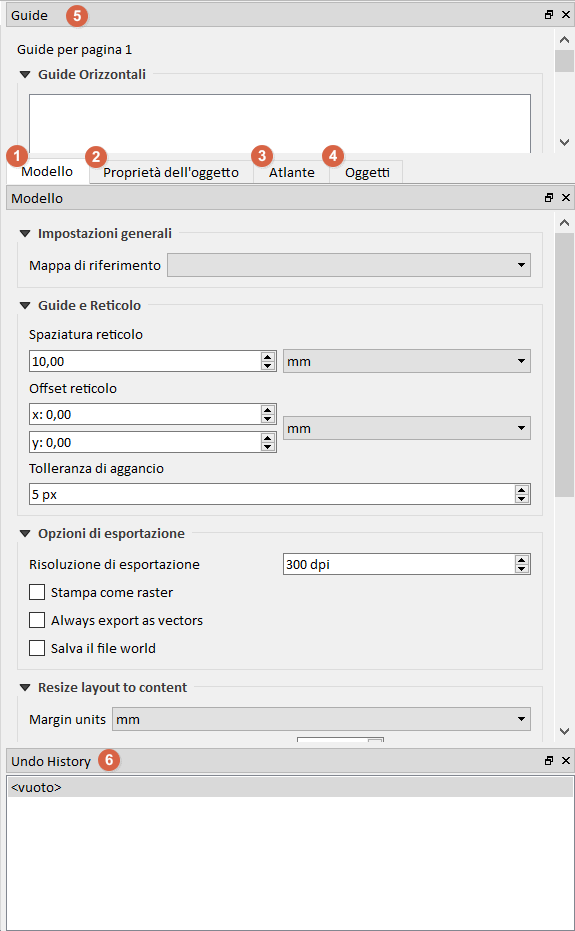 Guide 5
Guide per pagina 1
Guide Orizzontali
1 2 3 4
Modello Proprietà dell'oggetto Atlante Oggetti
Modello
Impostazioni generali
Mappa di riferimento
Guide e Reticolo
Spaziatura reticolo
10,00 mm
Offset reticolo
x: 0,00
mm
y: 0,00
Tolleranza di aggancio
5 px
Opzioni di esportazione
Risoluzione di esportazione 300 dpi
Stampa come raster
Always export as vectors
Salva il file world
Resize layout to content
Margin units mm
Undo History 6
<vuoto>